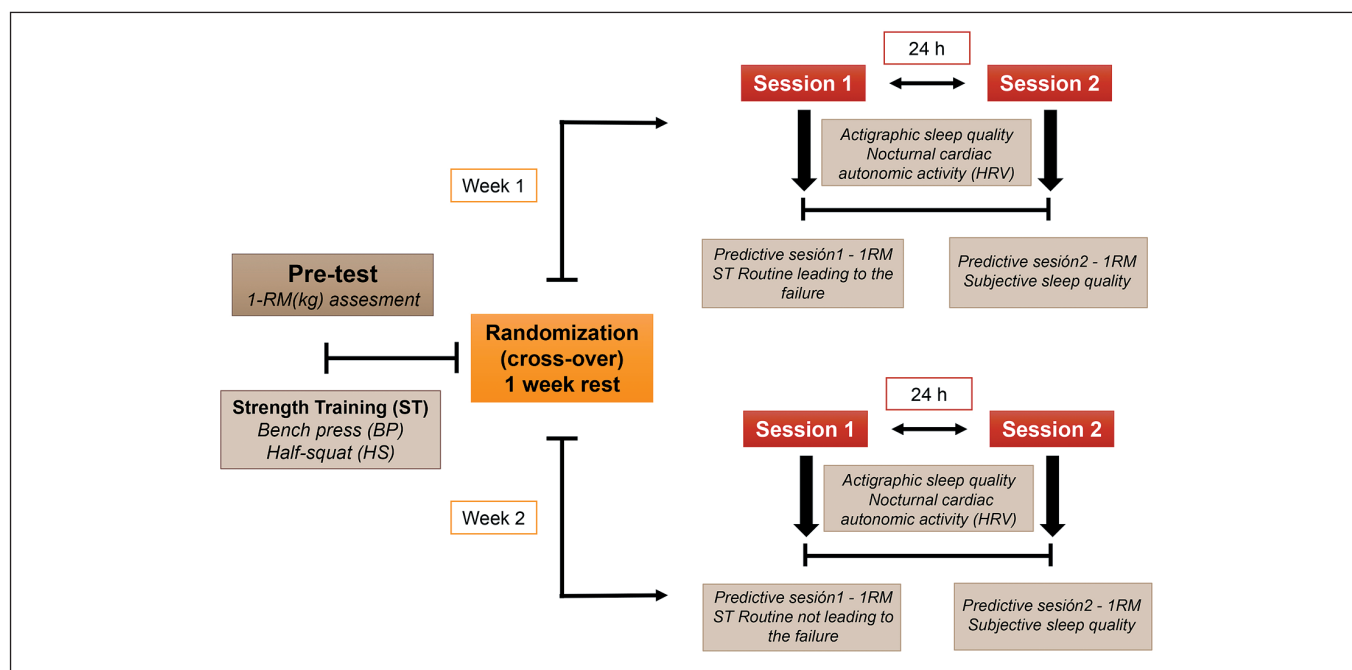 24 h
Session 1
Session 2
Actigraphic sleep quality
Nocturnal cardiac
autonomic activity (HRV)
Week 1
Predictive sesión1 - 1RM
ST Routine leading to the
failure
Predictive sesión2 - 1RM
Subjective sleep quality
Pre-test
1-RM(kg) assesment
Randomization
(cross-over)
1 week rest
Strength Training (ST)
Bench press (BP)
Half-squat (HS)
24 h
Session 1
Session 2
Actigraphic sleep quality
Nocturnal cardiac
autonomic activity (HRV)
Week 2
Predictive sesión1 - 1RM
ST Routine not leading to
the failure
Predictive sesión2 - 1RM
Subjective sleep quality